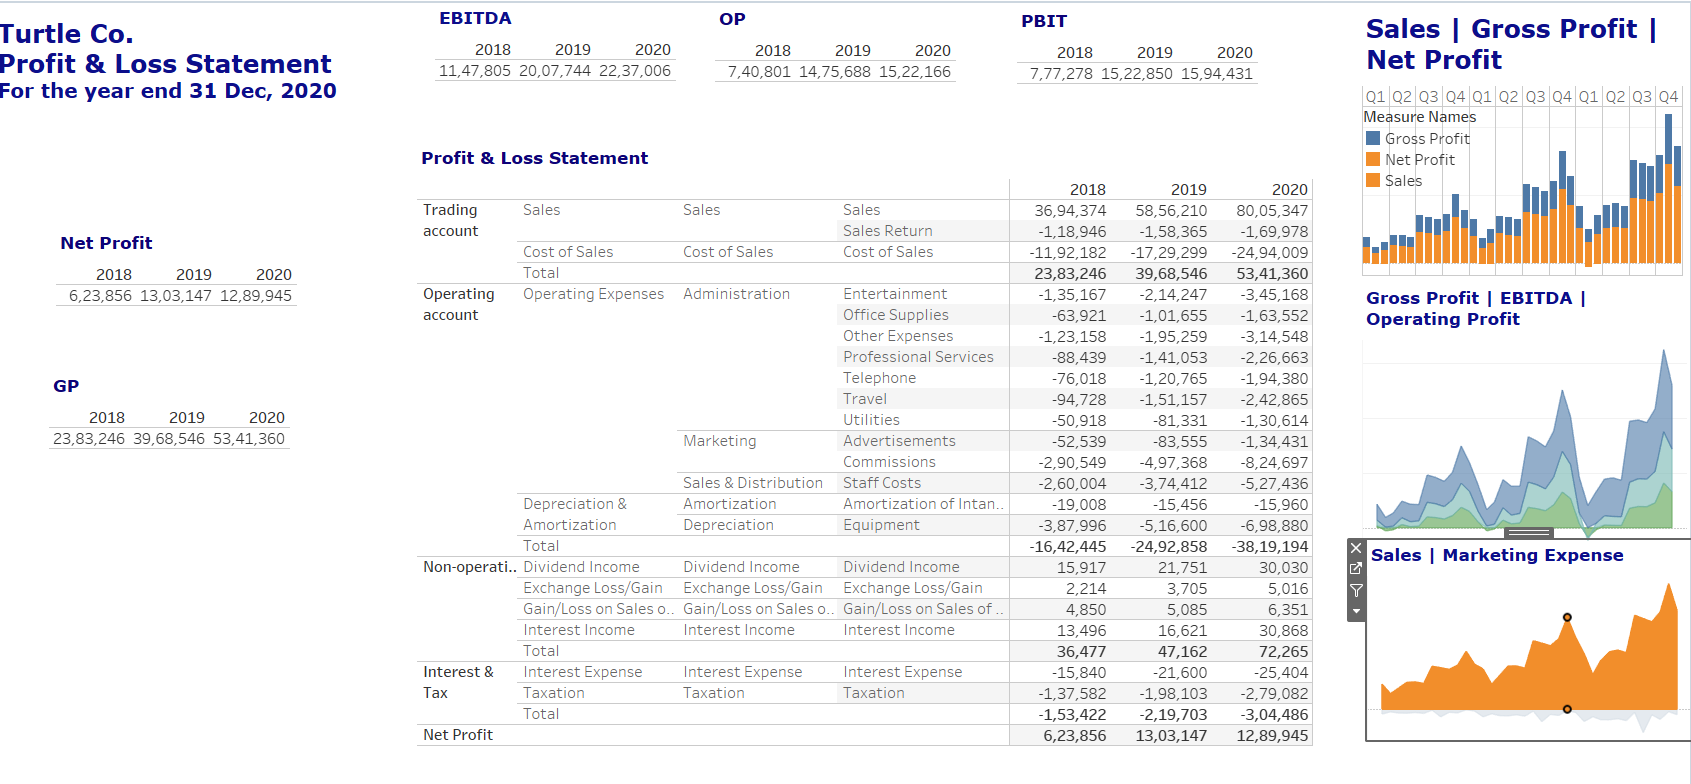 Turtle Co.
Profit & Loss Statement
For the year end 31 Dec, 2020
Net Profit
2018 2019 2020
6,23,856 13,03,147 12,89,945
GP
2018 2019 2020
23,83,246 39,68,546 53,41,360
EBITDA
2018 2019 2020
11,47,805 20,07,744 22,37,006
OP
2018 2019 2020
7,40,801 14,75,688 15,22,166
PBIT
2018 2019 2020
7,77,278 15,22,850 15,94,431
Profit & Loss Statement
2018 2019 2020
Trading account Sales Sales Sales 36,94,374 58,56,210 80,05,347
Sales Return -1,18,946 -1,58,365 -1,69,978
Cost of Sales Cost of Sales Cost of Sales -11,92,182 -17,29,299 -24,94,009
Total 23,83,246 39,68,546 53,41,360
Operating account Operating Expenses Administration Entertainment -1,35,167 -2,14,247 -3,45,168
Office Supplies -63,921 -1,01,655 -1,63,552
Other Expenses -1,23,158 -1,95,259 -3,14,548
Professional Services -88,439 -1,41,053 -2,26,663
Telephone -76,018 -1,20,765 -1,94,380
Travel -94,728 -1,51,157 -2,42,865
Utilities -50,918 -81,331 -1,30,614
Marketing Advertisements -52,539 -83,555 -1,34,431
Commissions -2,90,549 -4,97,368 -8,24,697
Sales & Distribution Staff Costs -2,60,004 -3,74,412 -5,27,436
Depreciation & Amortization Amortization Amortization of Intan.. -19,008 -15,456 -15,960
Depreciation Equipment -3,87,996 -5,16,600 -6,98,880
Total -16,42,445 -24,92,858 -38,19,194
Non-operati.. Dividend Income Dividend Income Dividend Income 15,917 21,751 30,030
Exchange Loss/Gain Exchange Loss/Gain Exchange Loss/Gain 2,214 3,705 5,016
Gain/Loss on Sales o.. Gain/Loss on Sales o.. Gain/Loss on Sales of .. 4,850 5,085 6,351
Interest Income Interest Income Interest Income 13,496 16,621 30,868
Total 36,477 47,162 72,265
Interest & Tax Interest Expense Interest Expense Interest Expense -15,840 -21,600 -25,404
Taxation Taxation Taxation -1,37,582 -1,98,103 -2,79,082
Total -1,53,422 -2,19,703 -3,04,486
Net Profit 6,23,856 13,03,147 12,89,945
Sales | Gross Profit |
Net Profit
Q1 Q2 Q3 Q4 Q1 Q2 Q3 Q4 Q1 Q2 Q3 Q4
Measure Names
Gross Profit
Net Profit
Sales
Gross Profit | EBITDA |
Operating Profit
Sales | Marketing Expense